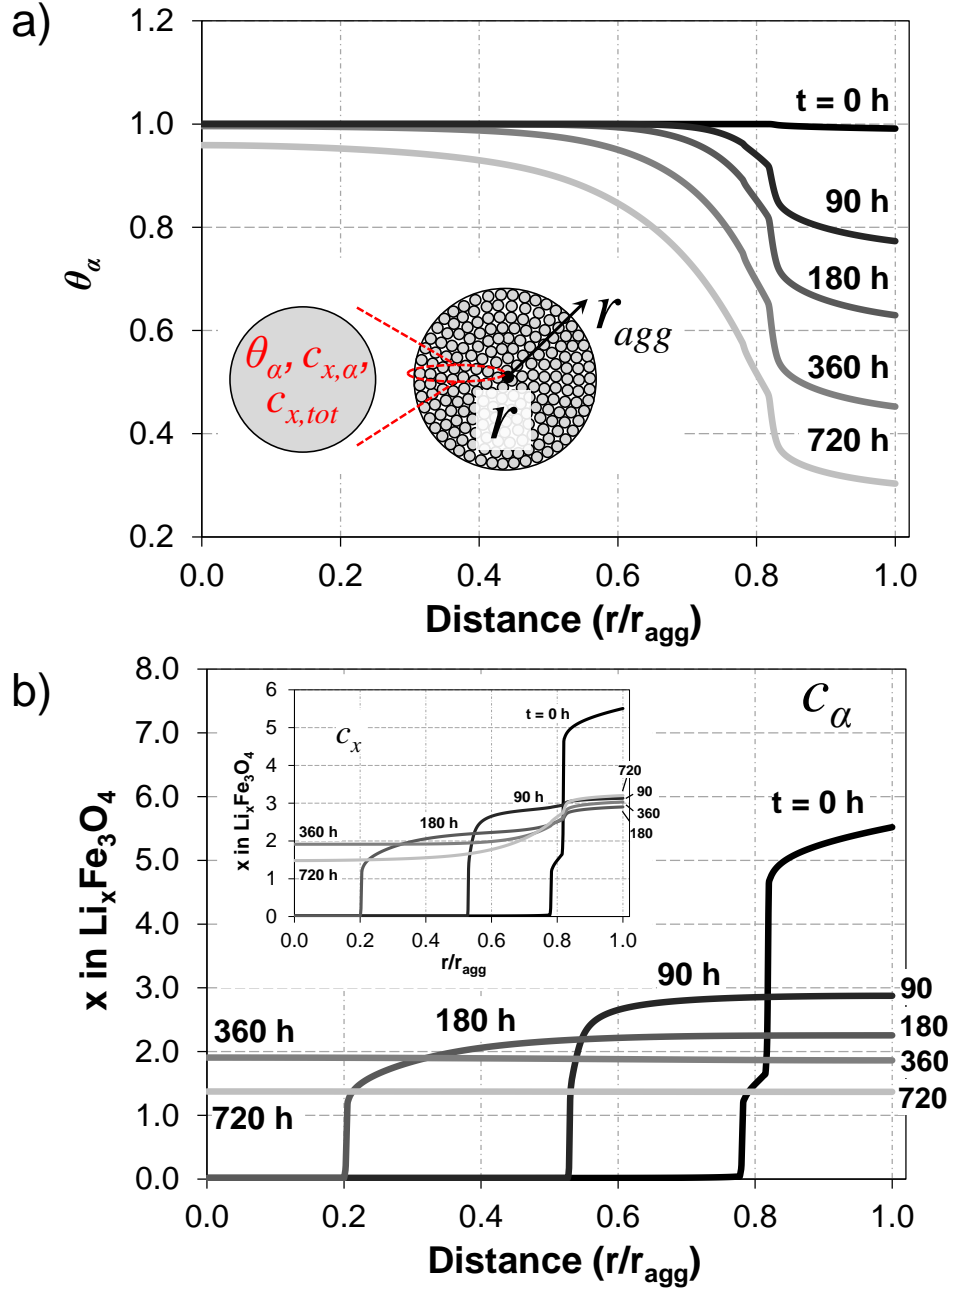 a)
1.2
1.0
0.8
0.6
0.4
0.2
θα
t = 0 h
90 h
180 h
360 h
720 h
θα, cx,α,
cx,tot
ragg
r
0.0 0.2 0.4 0.6 0.8 1.0
Distance (r/ragg)
b)
8.0
7.0
6.0
5.0
4.0
3.0
2.0
1.0
0.0
x in LixFe3O4
cα
t = 0 h
90 h
180 h
360 h
720 h
90
180
360
720
6
5
4
3
2
1
0
x in LixFe3O4
cx
t = 0 h
90 h
180 h
360 h
720 h
720
90
360
180
0.0 0.2 0.4 0.6 0.8 1.0
r/ragg
0.0 0.2 0.4 0.6 0.8 1.0
Distance (r/ragg)